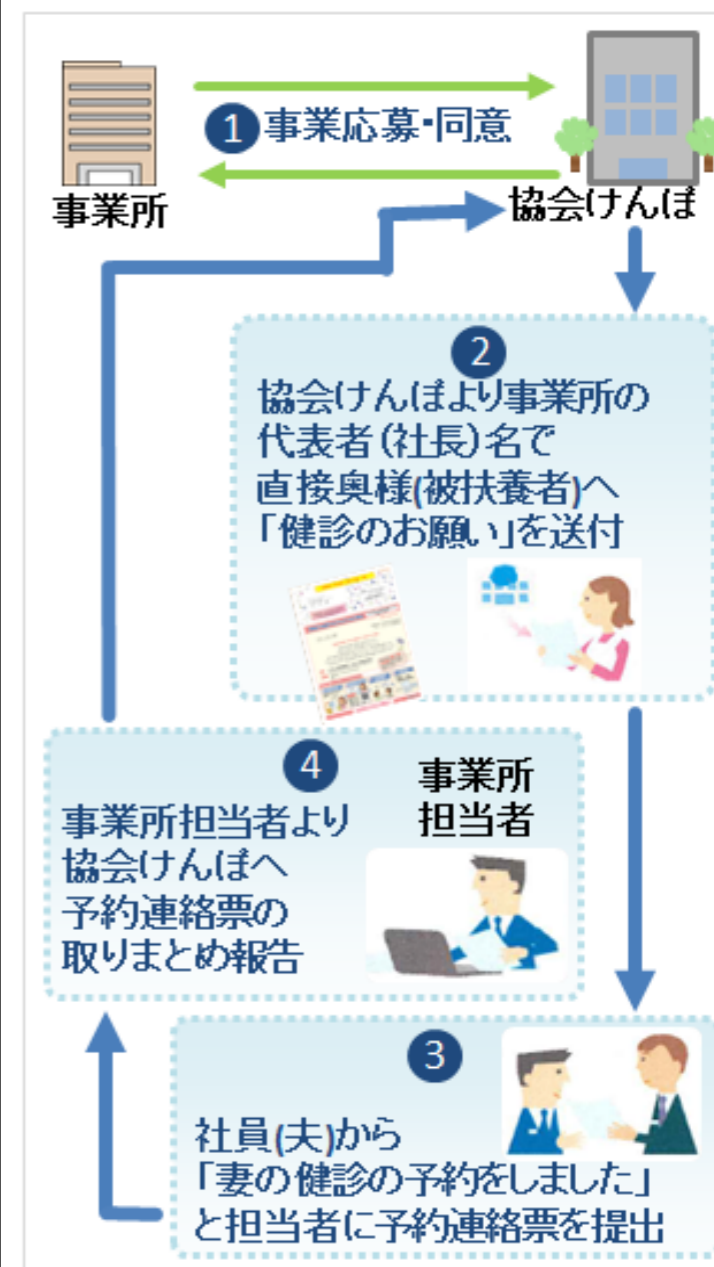 1 事業応募・同意
事業所
協会けんぽ
2
協会けんぽより事業所の
代表者(社長)名で
直接奥様(被扶養者)へ
「健診のお願い」を送付
4
事業所
担当者
事業所担当者より
協会けんぽへ
予約連絡票の
取りまとめ報告
3
社員(夫)から
「妻の健診の予約をしました」
と担当者に予約連絡票を提出